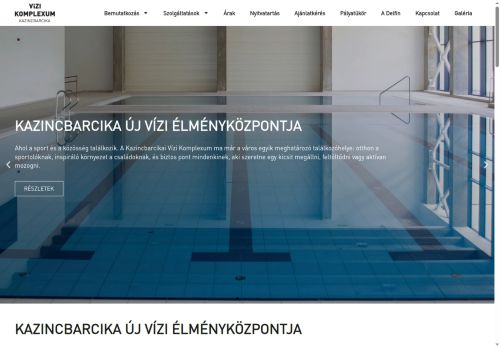 VÍZI
KOMPLEXUM
KAZINCBARCIKA
Bemutatkozás Szolgáltatások Árak Nyitvatartás Ajánlatkérés Pályatükör A Delfin Kapcsolat Galéria
KAZINCBARCIKA ÚJ VÍZI ÉLMÉNYKÖZPONTJA
Ahol a sport és a közösség találkozik. A Kazincbarcikai Vízi Komplexum ma már a város egyik meghatározó találkozóhelye: otthon a
sportolóknak, inspiráló környezet a családoknak, és biztos pont mindenkinek, aki szeretne egy kicsit megállni, feltöltődni vagy aktívan
mozogni.
RÉSZLETEK
KAZINCBARCIKA ÚJ VÍZI ÉLMÉNYKÖZPONTJA